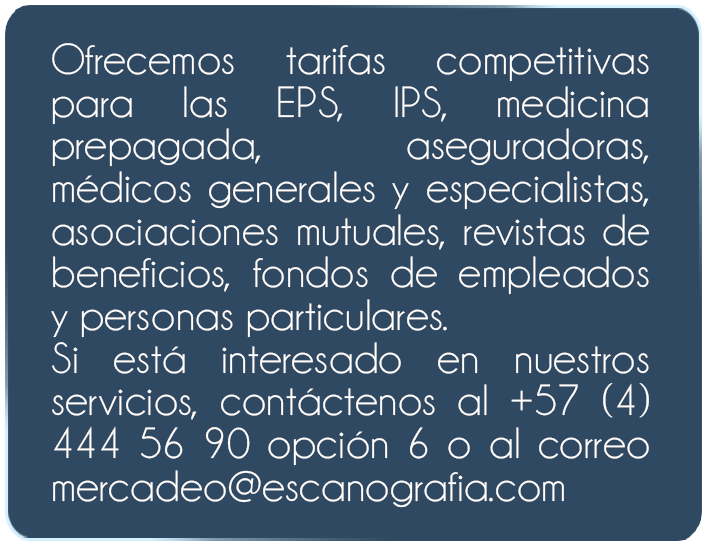 Ofrecemos tarifas competitivas
para las EPS, IPS, medicina
prepagada, aseguradoras,
médicos generales y especialistas,
asociaciones mutuales, revistas de
beneficios, fondos de empleados
y personas particulares.
Si está interesado en nuestros
servicios, contáctenos al +57 (4)
444 56 90 opción 6 o al correo
mercadeo@escanografia.com